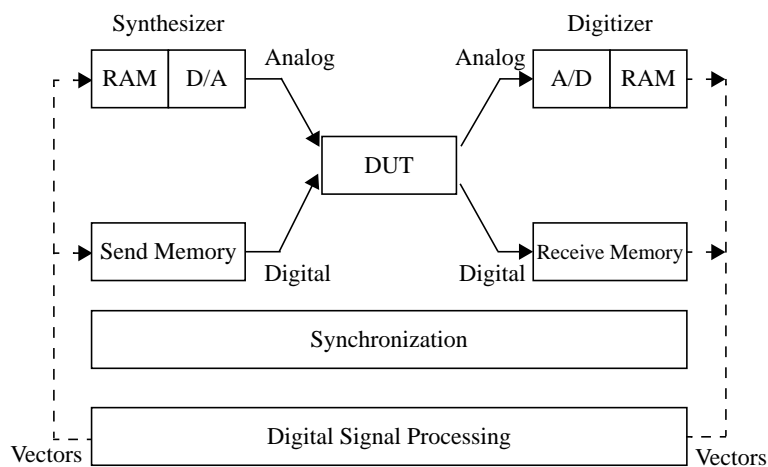 Synthesizer
Digitizer
Analog
Analog
RAM
D/A
A/D
RAM
DUT
Send Memory
Receive Memory
Digital
Digital
Synchronization
Digital Signal Processing
Vectors
Vectors